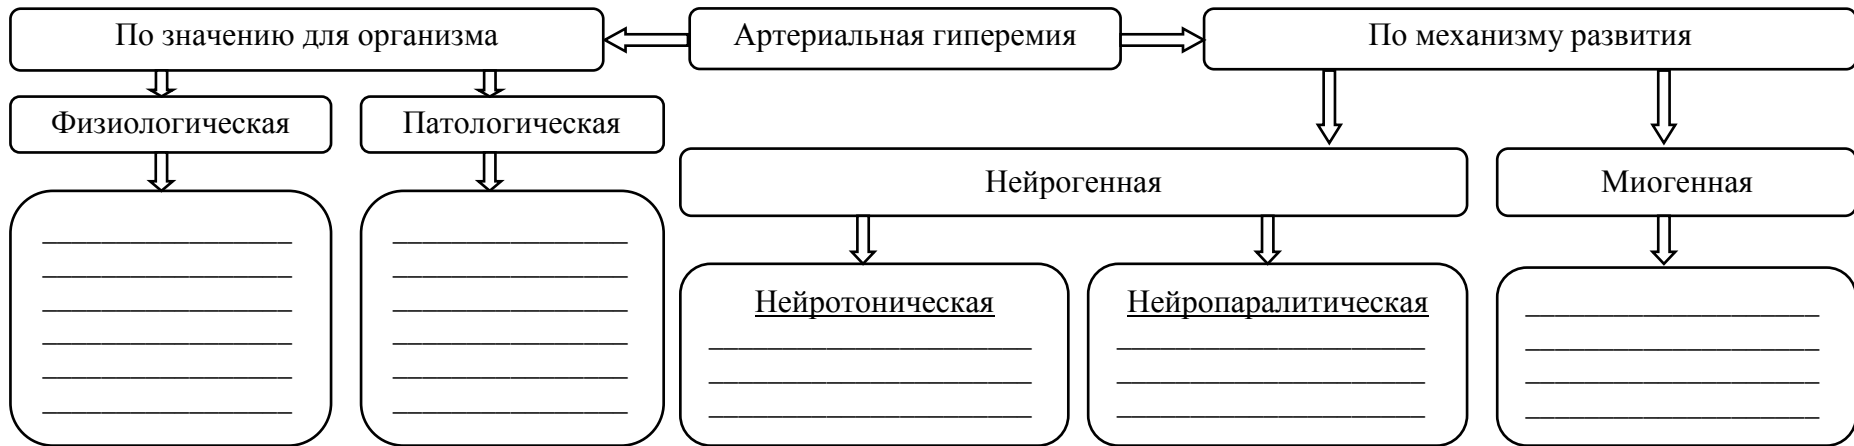 По значению для организма
Артериальная гиперемия
По механизму развития
Физиологическая
Патологическая
Нейрогенная
Миогенная
Нейротоническая
Нейропаралитическая